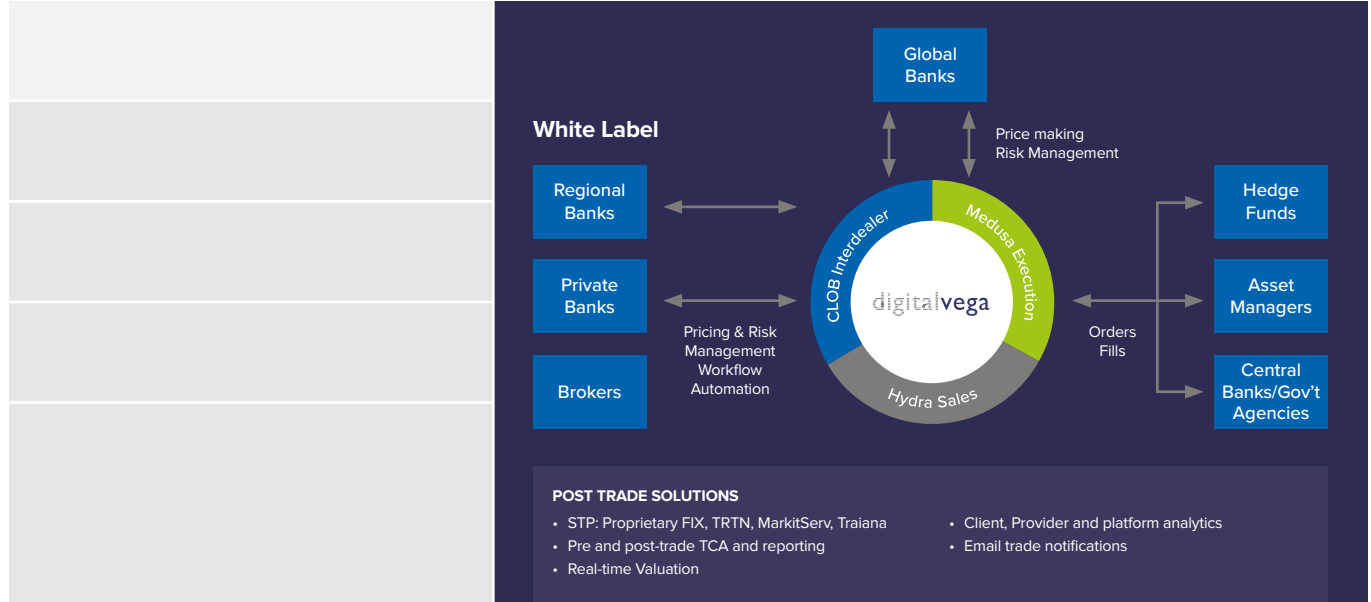 Global
Banks
White Label
Price making
Risk Management
Regional
Banks
Hedge
Funds
CLOB Interdealer
Medusa Execution
Private
Banks
digitalvega
Asset
Managers
Pricing & Risk
Management
Workflow
Automation
Orders
Fills
Brokers
Hydra Sales
Central
Banks/Gov’t
Agencies
POST TRADE SOLUTIONS
• STP: Proprietary FIX, TRTN, MarkitServ, Traiana
• Pre and post-trade TCA and reporting
• Real-time Valuation
• Client, Provider and platform analytics
• Email trade notifications